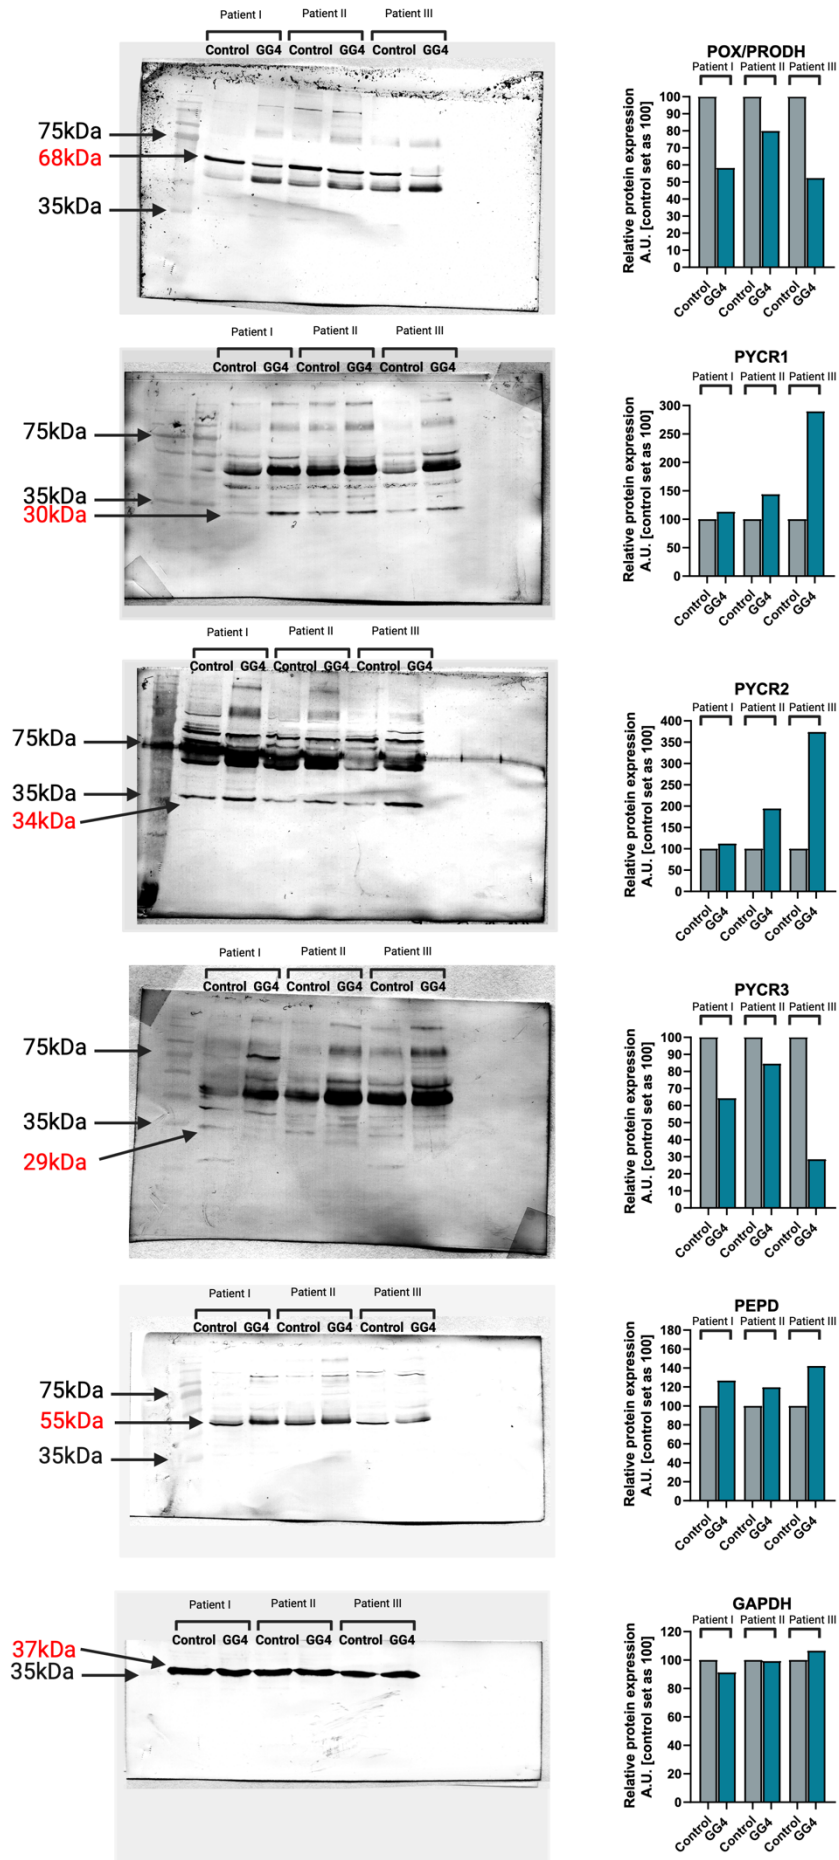 Patient I Patient II Patient III
Control GG4 Control GG4 Control GG4
75kDa
68kDa
35kDa
POX/PRODH
Patient I Patient II Patient III
Relative protein expression
A.U. [control set as 100]
100
90
80
70
60
50
40
30
20
10
0
Control GG4 Control GG4 Control GG4
Patient I Patient II Patient III
Control GG4 Control GG4 Control GG4
75kDa
35kDa
30kDa
PYCR1
Patient I Patient II Patient III
Relative protein expression
A.U. [control set as 100]
300
250
200
150
100
50
0
Control GG4 Control GG4 Control GG4
Patient I Patient II Patient III
Control GG4 Control GG4 Control GG4
75kDa
35kDa
34kDa
PYCR2
Patient I Patient II Patient III
Relative protein expression
A.U. [control set as 100]
400
350
300
250
200
150
100
50
0
Control GG4 Control GG4 Control GG4
Patient I Patient II Patient III
Control GG4 Control GG4 Control GG4
75kDa
35kDa
29kDa
PYCR3
Patient I Patient II Patient III
Relative protein expression
A.U. [control set as 100]
100
90
80
70
60
50
40
30
20
10
0
Control GG4 Control GG4 Control GG4
Patient I Patient II Patient III
Control GG4 Control GG4 Control GG4
75kDa
55kDa
35kDa
PEPD
Patient I Patient II Patient III
Relative protein expression
A.U. [control set as 100]
180
160
140
120
100
80
60
40
20
0
Control GG4 Control GG4 Control GG4
Patient I Patient II Patient III
Control GG4 Control GG4 Control GG4
37kDa
35kDa
GAPDH
Patient I Patient II Patient III
Relative protein expression
A.U. [control set as 100]
120
100
80
60
40
20
0
Control GG4 Control GG4 Control GG4